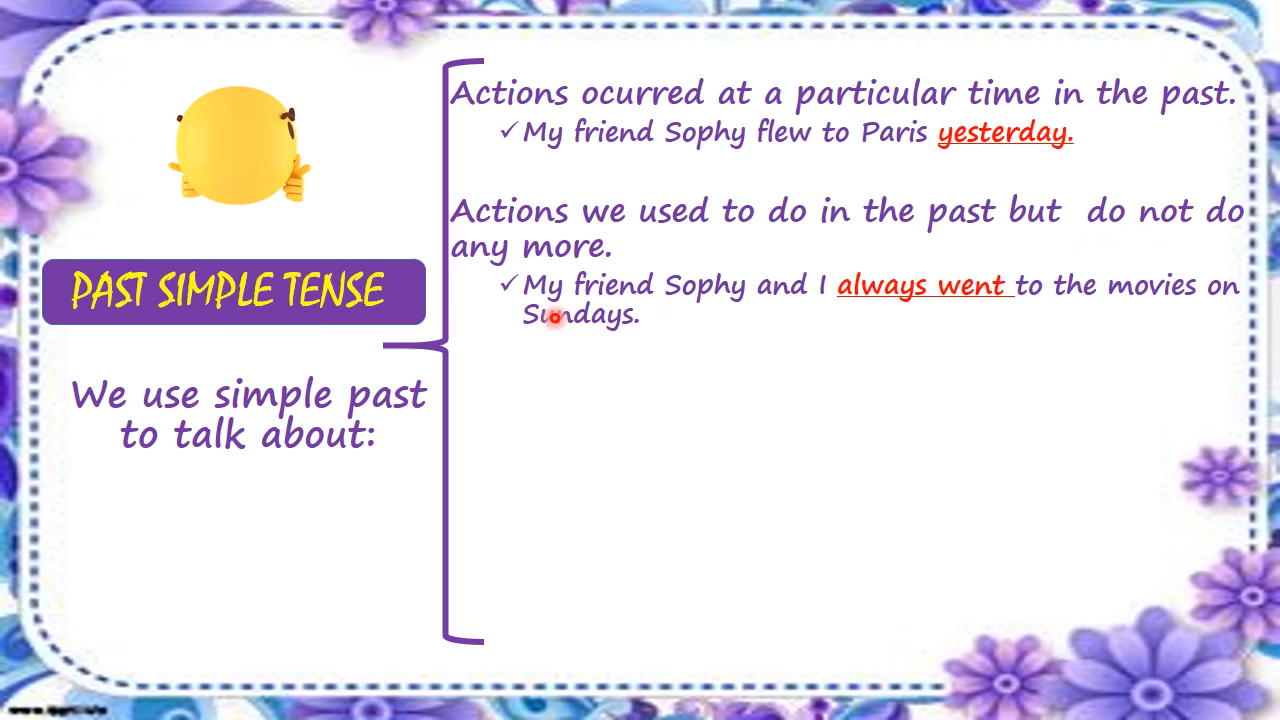 Actions ocurred at a particular time in the past.
✓My friend Sophy flew to Paris yesterday.
Actions we used to do in the past but do not do
any more.
✓My friend Sophy and I always went to the movies on
Sundays.
PAST SIMPLE TENSE
We use simple past
to talk about: